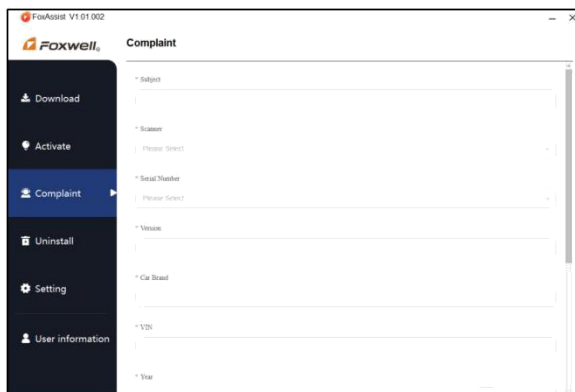 FoxAssist V1.01.002
FOXWELL®
Complaint
Download
Activate
Complaint
Uninstall
Setting
User information
* Subject
* Scanner
Please Select
* Serial Number
Please Select
* Version
* Car Brand
* VIN
* Year